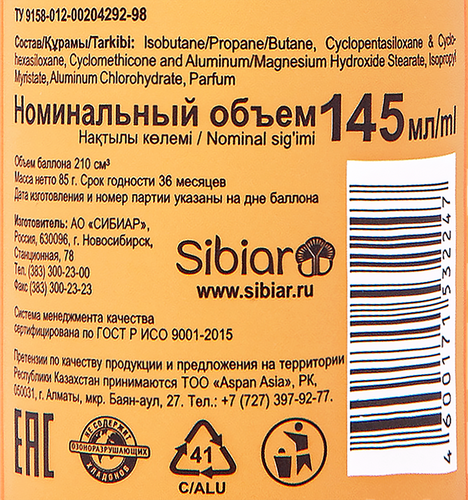 ТУ 9158-012-00204292-98
Состав/Құрамы/Tarkibi: Isobutane/Propane/Butane, Cyclopentasiloxane & Cyclo-
hexasiloxane, Cyclomethicone and Aluminum/Magnesium Hydroxide Stearate, Isopropyl
Myristate, Aluminum Chlorohydrate, Parfum
Номинальный объем 145 мл/ml
Нақтылы көлемі / Nominal sig'imi
Объем баллона 210 см³
Масса нетто 85 г. Срок годности 36 месяцев
Дата изготовления и номер партии указаны на дне баллона
Изготовитель: АО «СИБИАР»,
Россия, 630096, г. Новосибирск,
Станционная, 78
Тел. (383) 300-23-00
Факс (383) 300-23-23
Sibiar
www.sibiar.ru
Система менеджмента качества
сертифицирована по ГОСТ Р ИСО 9001-2015
Претензии по качеству продукции и предложения на территории
Республики Казахстан принимаются ТОО «Aspan Asia», РК,
050031, г. Алматы, мкр. Баян-аул, 27. Тел.: +7 (727) 397-92-77.
ЕАС
НЕ СОДЕРЖИТ
ОЗОНОРАЗРУШАЮЩИХ
ХЛАДОНОВ
41
C/ALU
4 600171 532247